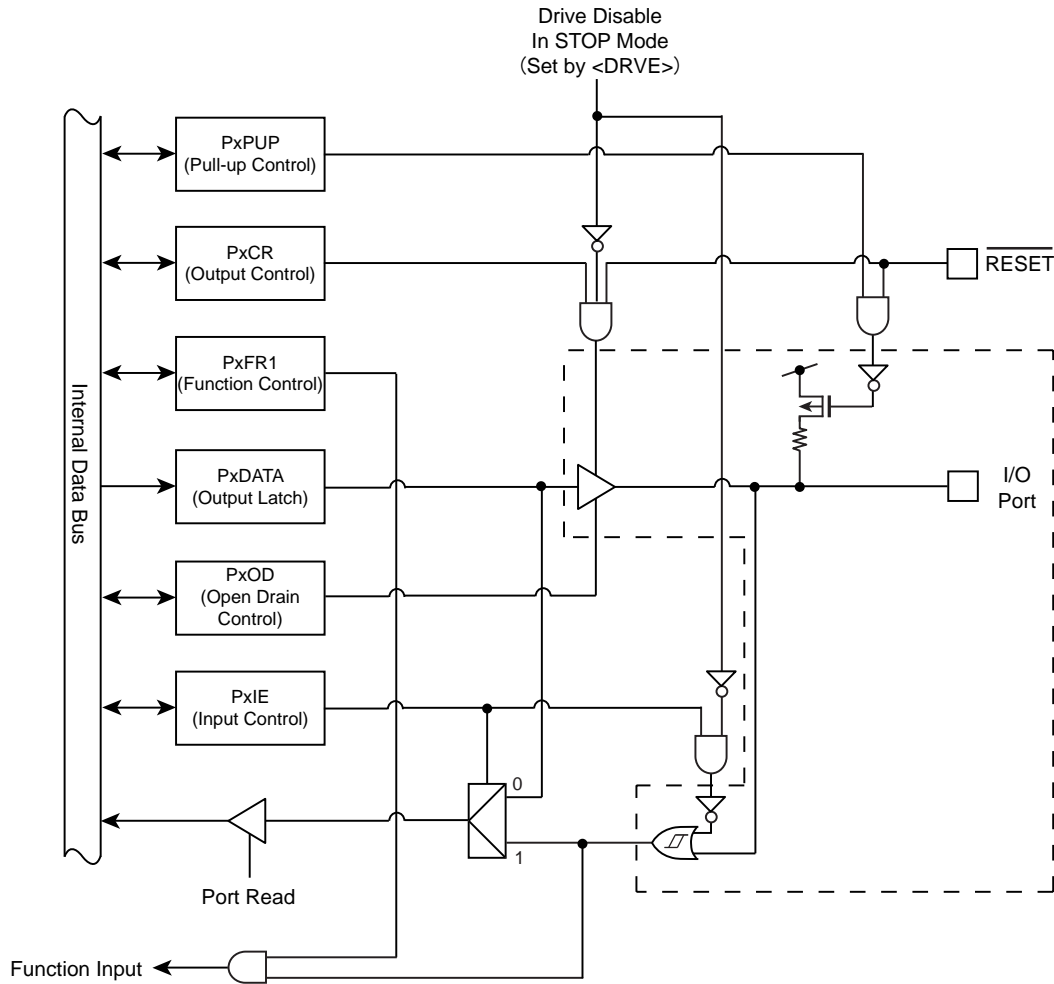 Drive Disable
In STOP Mode
(Set by <DRVE>)
PxPUP
(Pull-up Control)
PxCR
(Output Control)
RESET
PxFR1
(Function Control)
Internal Data Bus
PxDATA
(Output Latch)
I/O
Port
PxOD
(Open Drain
Control)
PxIE
(Input Control)
0
1
Port Read
Function Input